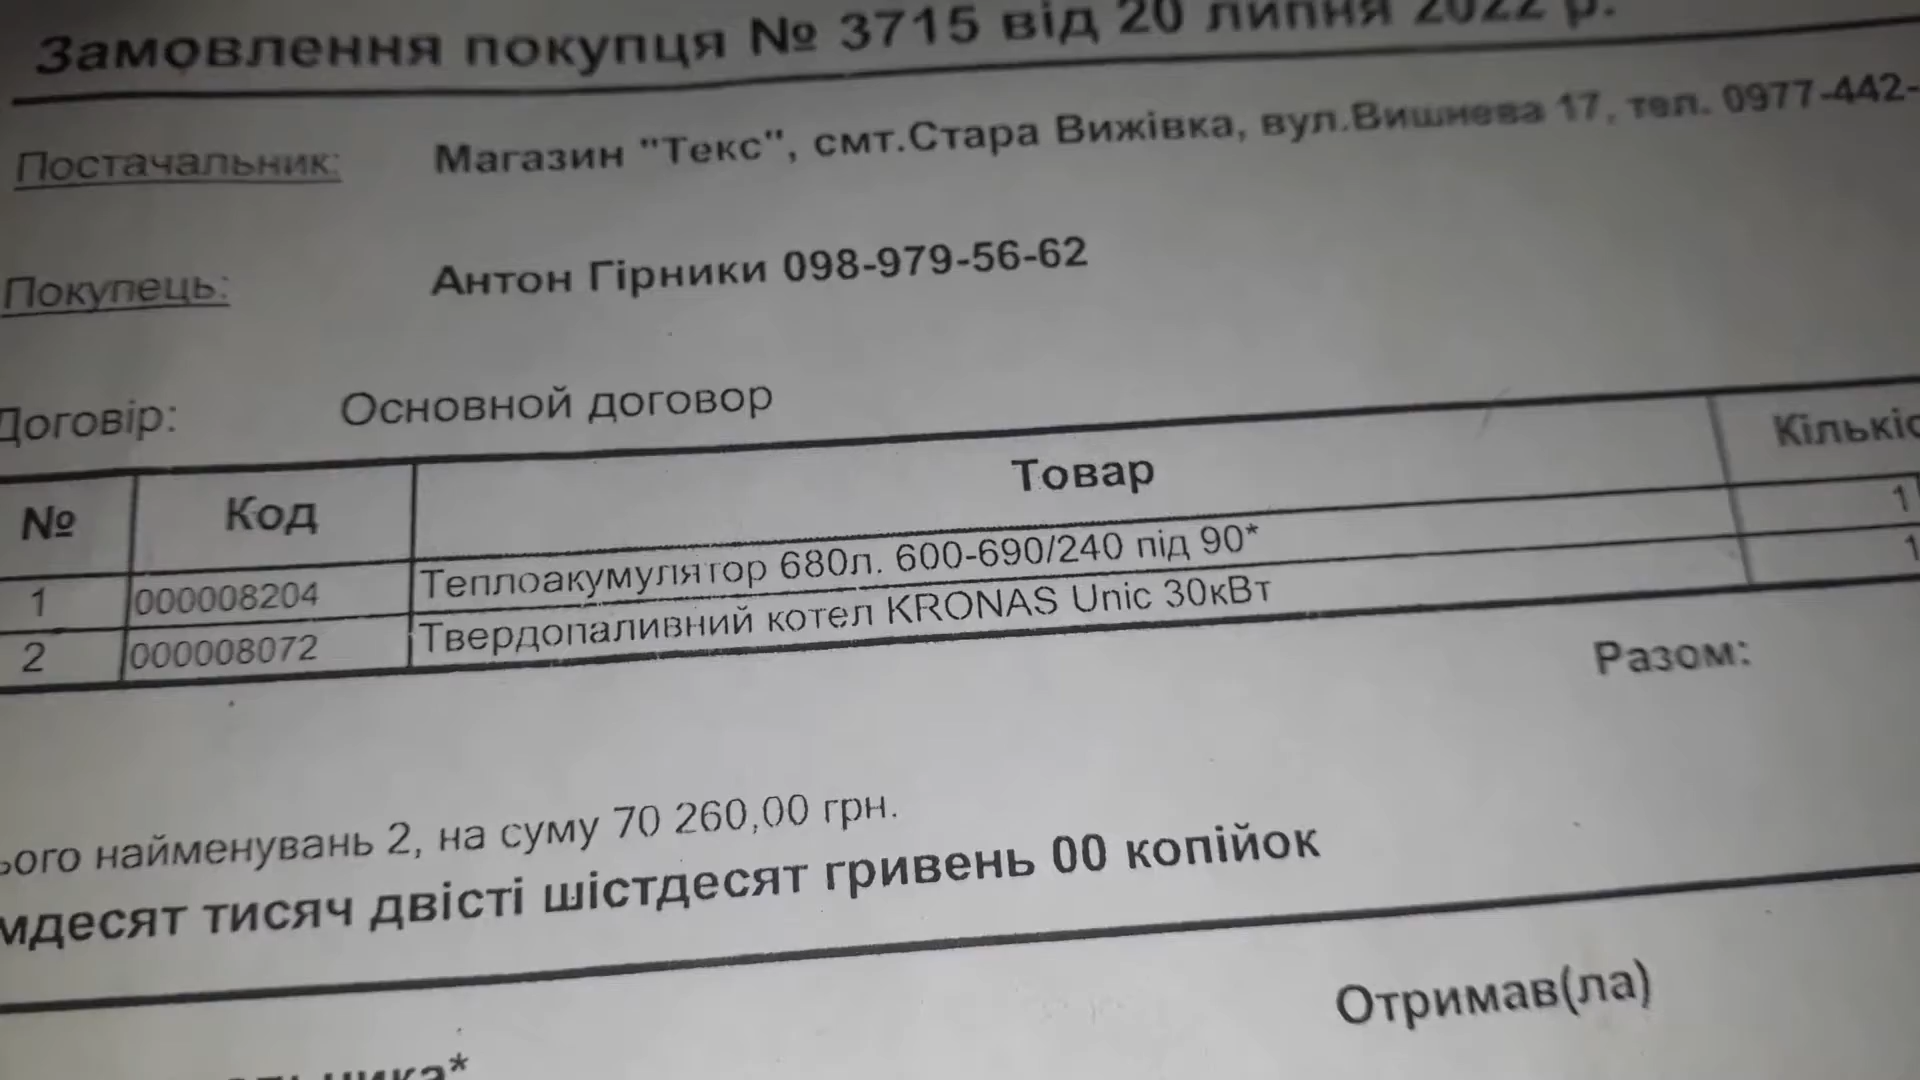 Замовлення покупця № 3715 від 20 липня 2022 р.
Постачальник: Магазин "Текс", смт.Стара Вижівка, вул.Вишнева 17, тел. 0977-442-
Покупець: Антон Гірники 098-979-56-62
Договір: Основной договор
№ Код Товар Кількіс
1 000008204 Теплоакумулятор 680л. 600-690/240 під 90* 1
2 000008072 Твердопаливний котел KRONAS Unic 30кВт 1
Разом:
ього найменувань 2, на суму 70 260,00 грн.
мдесят тисяч двісті шістдесят гривень 00 копійок
Отримав(ла)